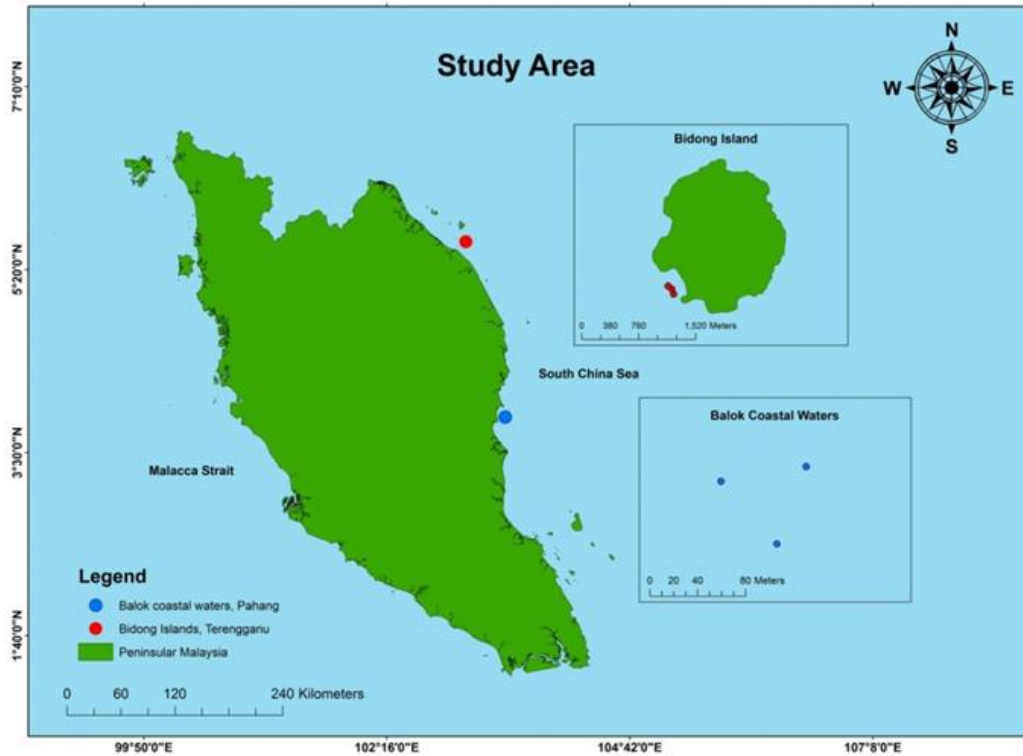 Study Area
N
W E
S
7°10'0"N
5°20'0"N
3°30'0"N
1°40'0"N
Bidong Island
0 380 760 1,520 Meters
South China Sea
Balok Coastal Waters
0 20 40 80 Meters
Malacca Strait
Legend
Balok coastal waters, Pahang
Bidong Islands, Terengganu
Peninsular Malaysia
0 60 120 240 Kilometers
99°50'0"E 102°16'0"E 104°42'0"E 107°8'0"E